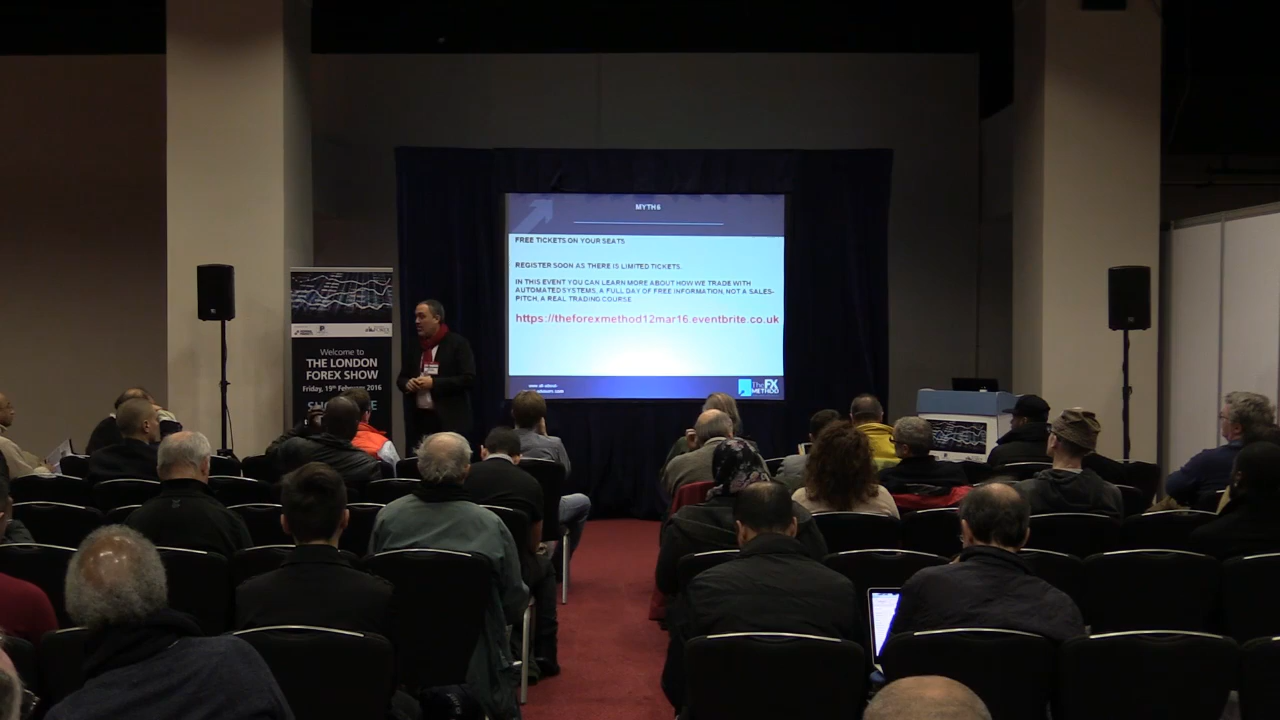 MYTH6
FREE TICKETS ON YOUR SEATS
REGISTER SOON AS THERE IS LIMITED TICKETS.
IN THIS EVENT YOU CAN LEARN MORE ABOUT HOW WE TRADE WITH
AUTOMATED SYSTEMS, A FULL DAY OF FREE INFORMATION, NOT A SALES-
PITCH, A REAL TRADING COURSE
https://theforexmethod12mar16.eventbrite.co.uk
The FX
METHOD
Welcome to
THE LONDON
FOREX SHOW
Friday, 19th February 2016